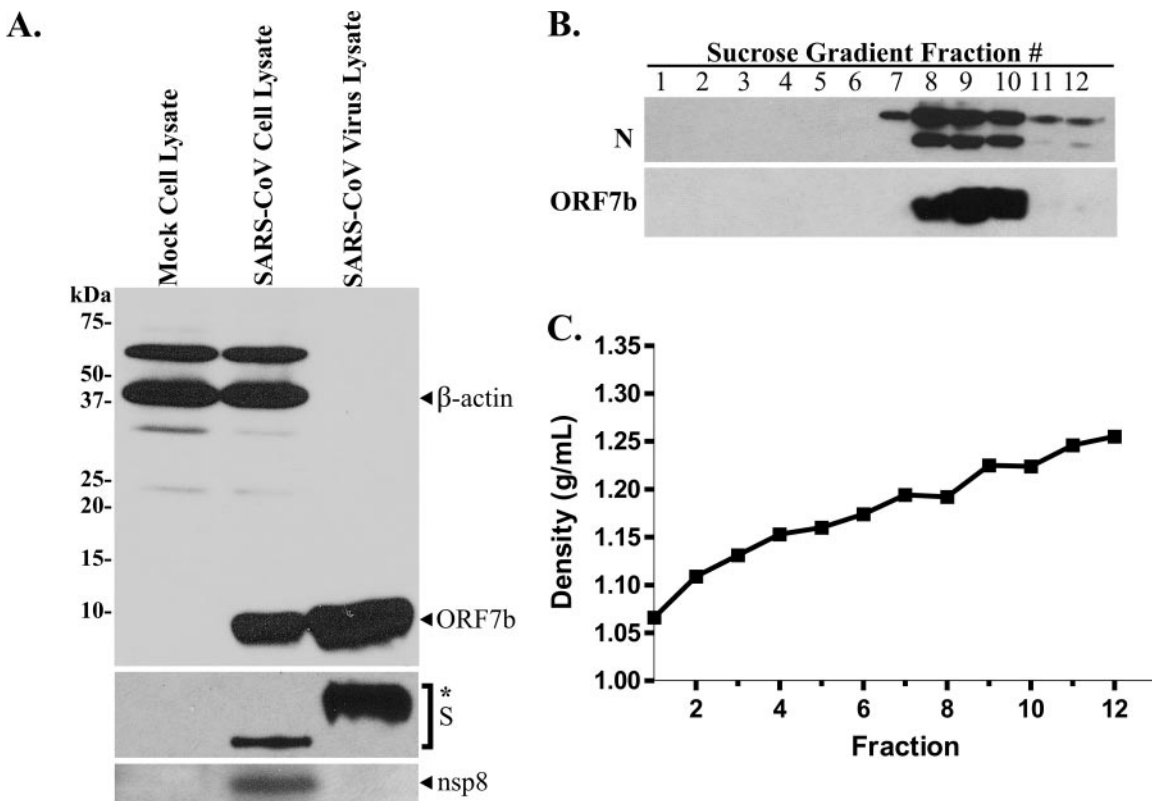 A.
Mock Cell Lysate
SARS-CoV Cell Lysate
SARS-CoV Virus Lysate
kDa
75-
50-
37-
25-
20-
15-
10-
β-actin
ORF7b
*
S
nsp8
B.
Sucrose Gradient Fraction #
1 2 3 4 5 6 7 8 9 10 11 12
N
ORF7b
C.
Density (g/mL)
1.35
1.30
1.25
1.20
1.15
1.10
1.05
1.00
2 4 6 8 10 12
Fraction